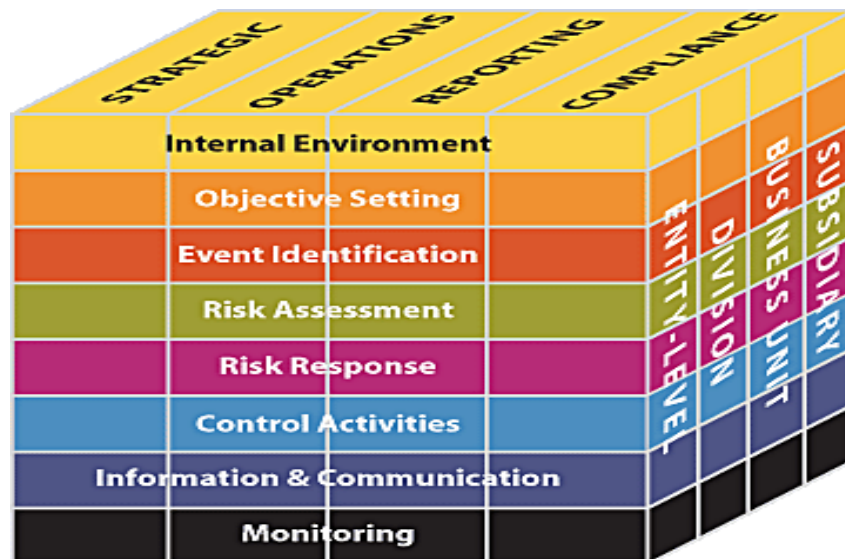 STRATEGIC
OPERATIONS
REPORTING
COMPLIANCE
Internal Environment
Objective Setting
Event Identification
Risk Assessment
Risk Response
Control Activities
Information & Communication
Monitoring
ENTITY-LEVEL
DIVISION
BUSINESS UNIT
SUBSIDIARY